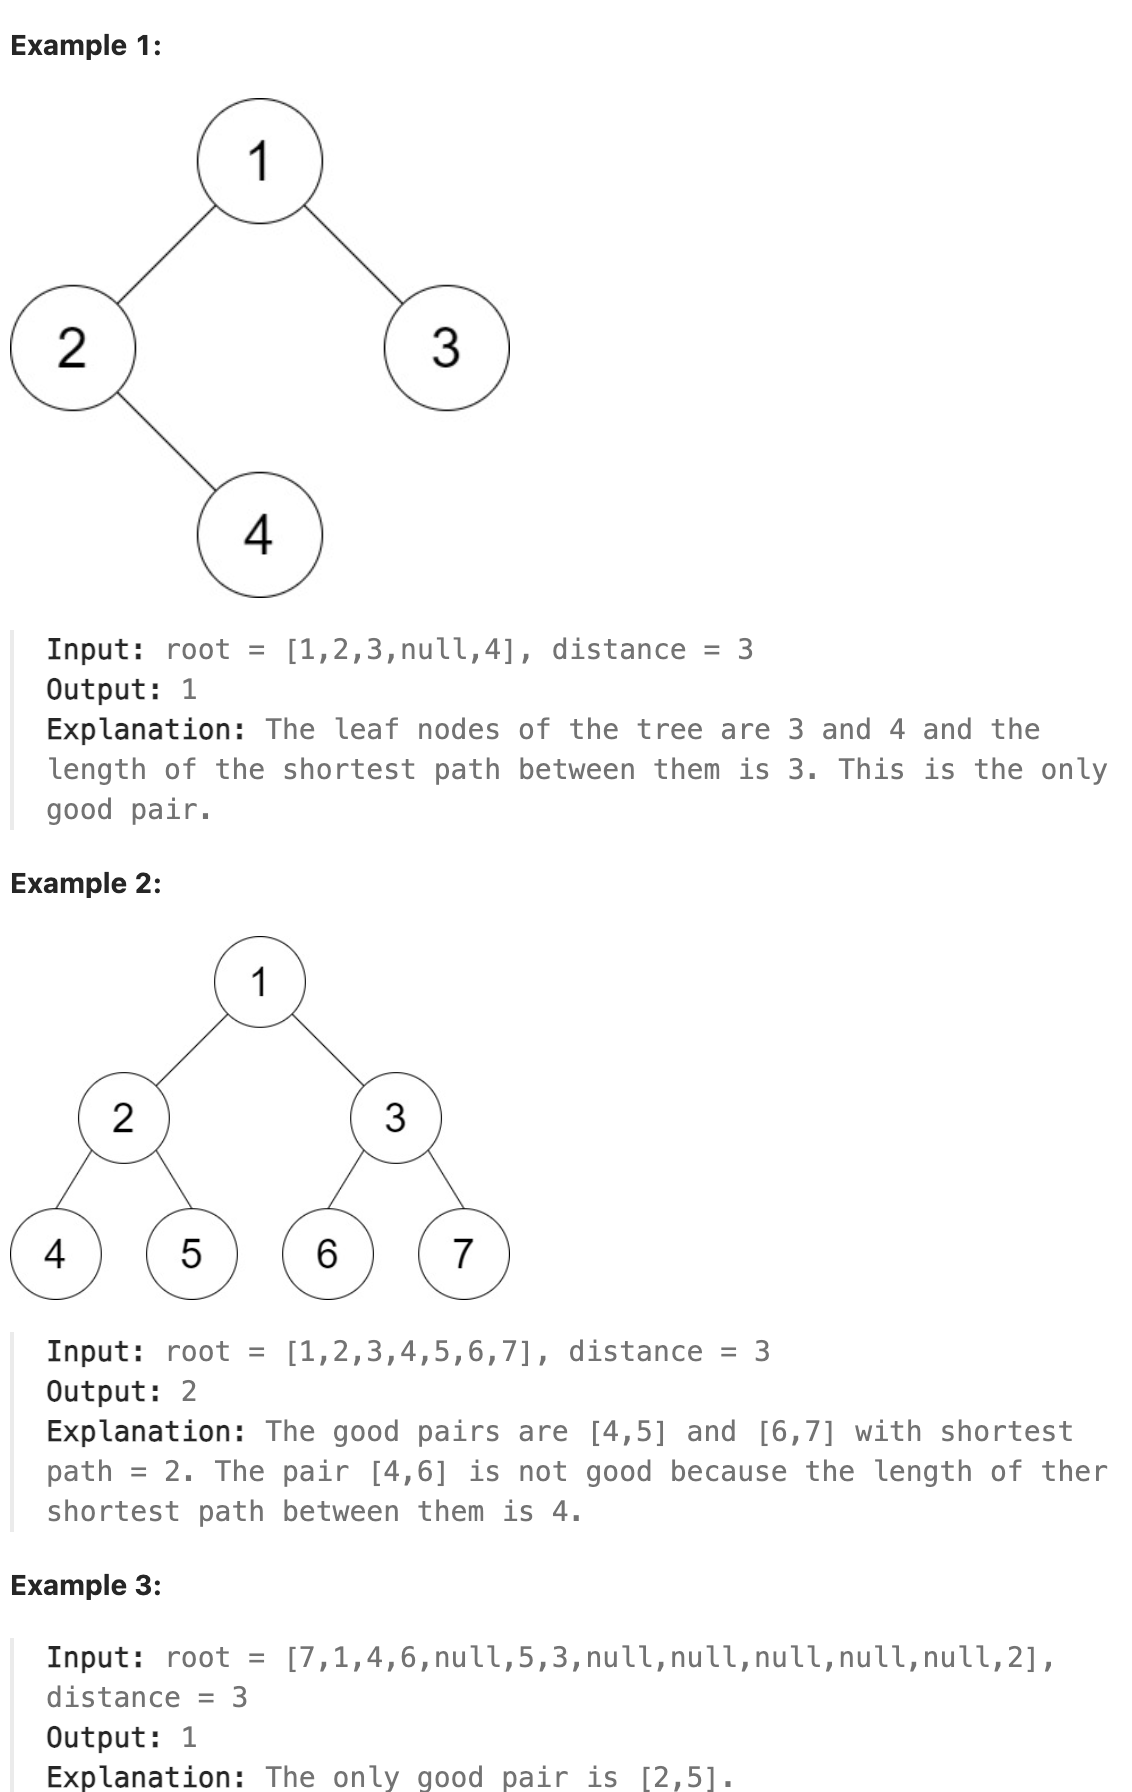 Example 1:
1
2
3
4
Input: root = [1,2,3,null,4], distance = 3
Output: 1
Explanation: The leaf nodes of the tree are 3 and 4 and the
length of the shortest path between them is 3. This is the only
good pair.
Example 2:
1
2
3
4
5
6
7
Input: root = [1,2,3,4,5,6,7], distance = 3
Output: 2
Explanation: The good pairs are [4,5] and [6,7] with shortest
path = 2. The pair [4,6] is not good because the length of ther
shortest path between them is 4.
Example 3:
Input: root = [7,1,4,6,null,5,3,null,null,null,null,null,2],
distance = 3
Output: 1
Explanation: The only good pair is [2,5].